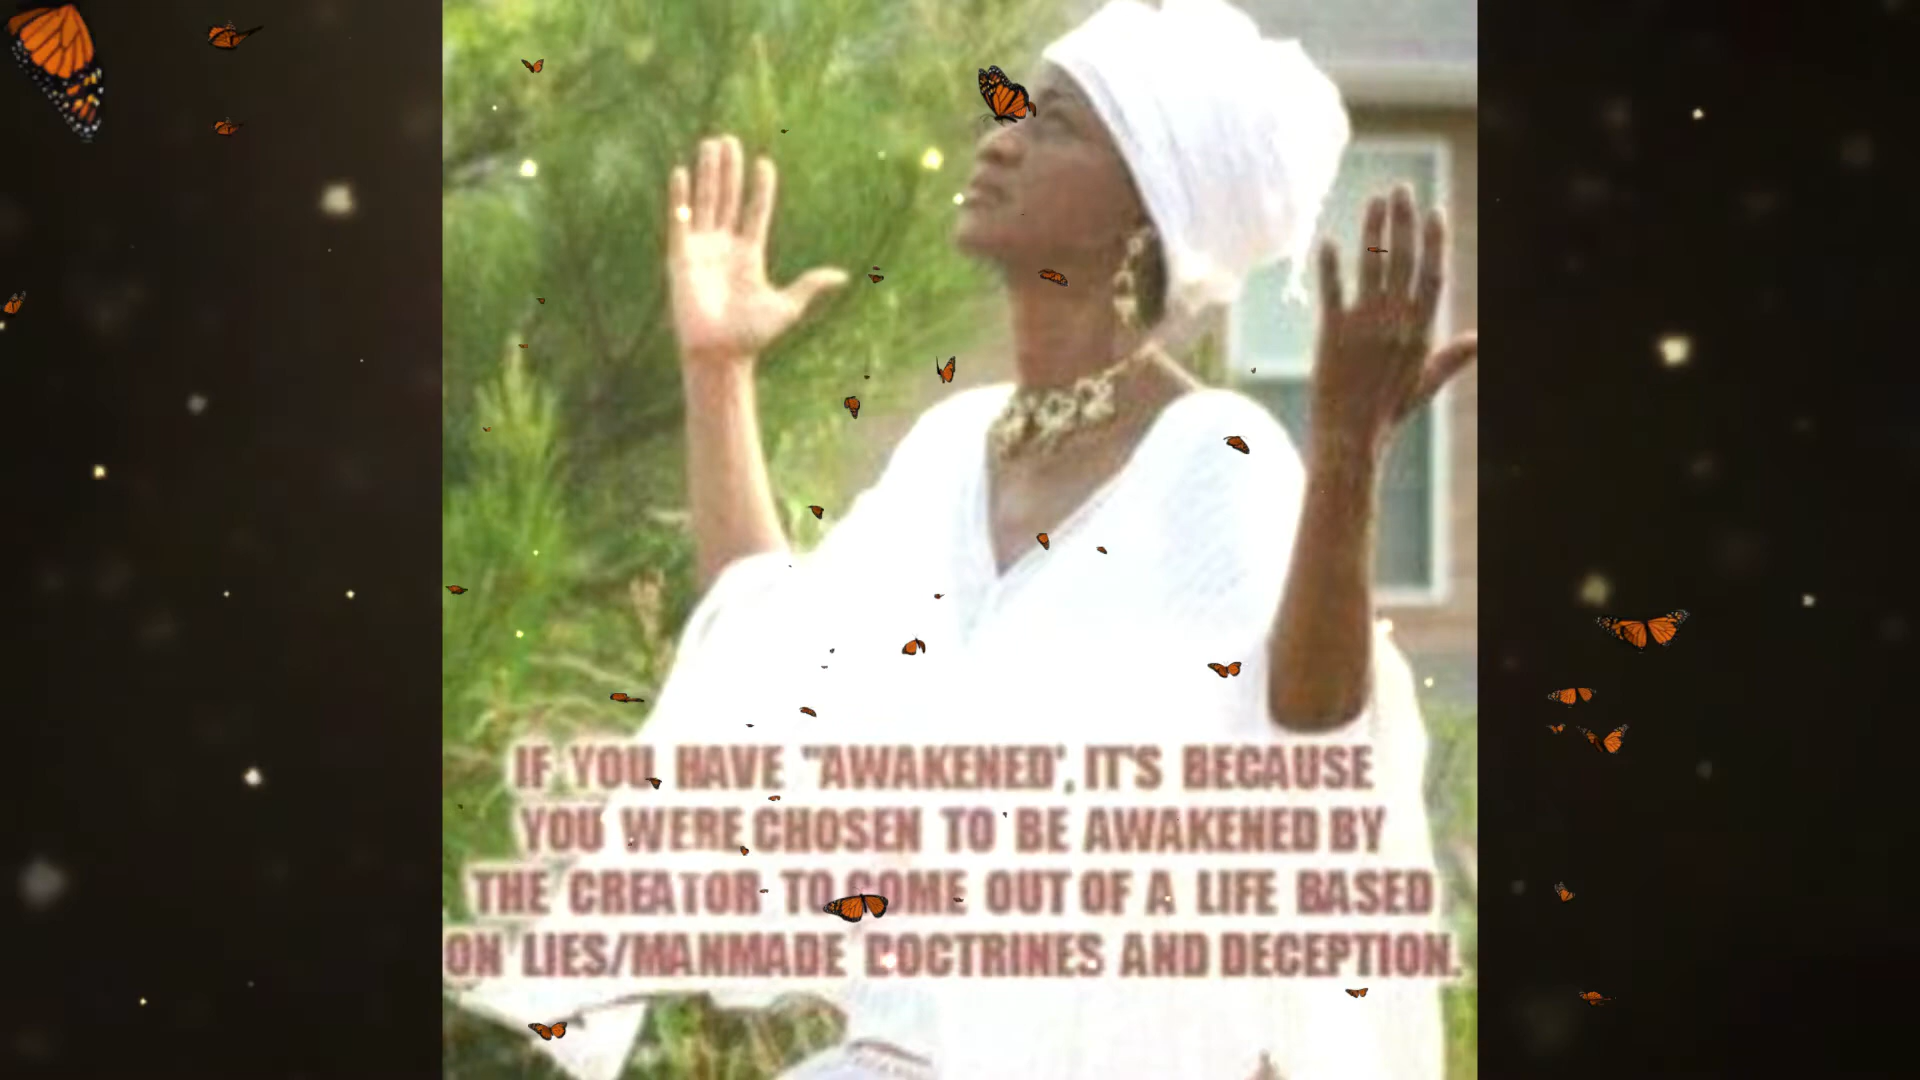 IF YOU HAVE "AWAKENED', IT'S BECAUSE
YOU WERE CHOSEN TO BE AWAKENED BY
THE CREATOR TO COME OUT OF A LIFE BASED
ON LIES/MANMADE DOCTRINES AND DECEPTION.